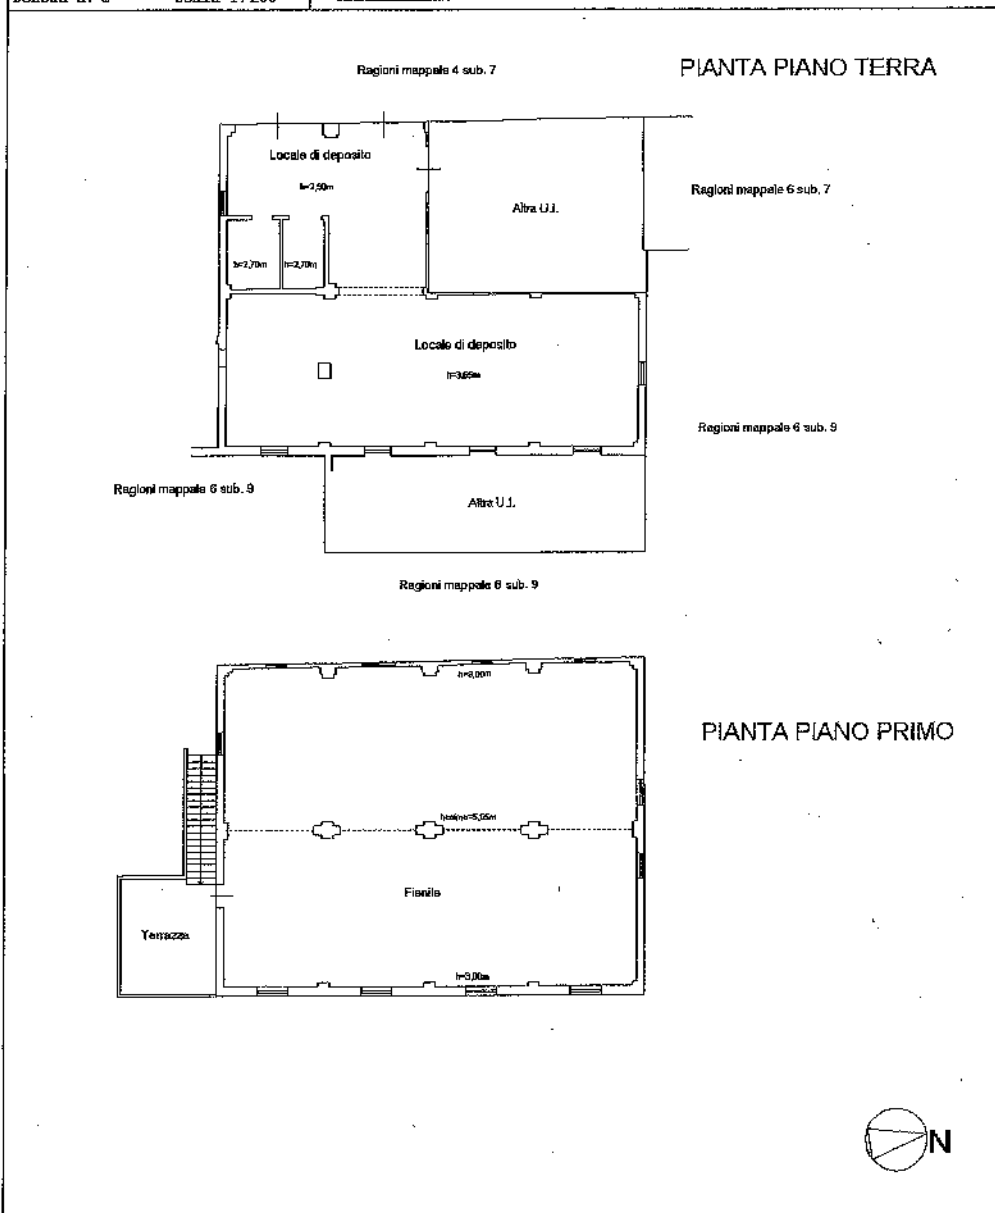 PIANTA PIANO TERRA
Ragioni mappale 4 sub. 7
Locale di deposito
Ragioni mappale 6 sub. 7
Altra U.I.
h=2,70m
h=2,70m
Locale di deposito
h=3,65m
Ragioni mappale 6 sub. 9
Ragioni mappale 6 sub. 9
Altra U.I.
Ragioni mappale 6 sub. 9
PIANTA PIANO PRIMO
Fienile
Terrazza
h=3,00m
N